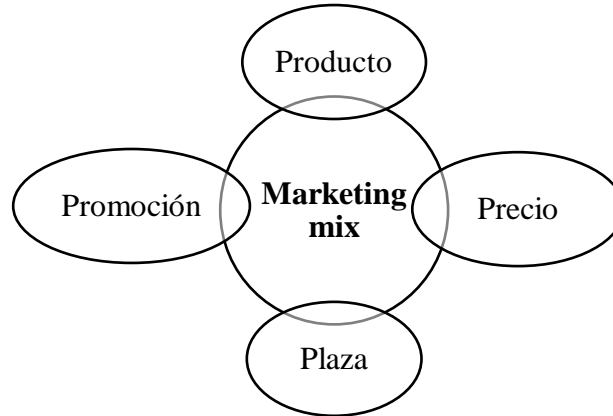 Producto
Promoción
Marketing
mix
Precio
Plaza